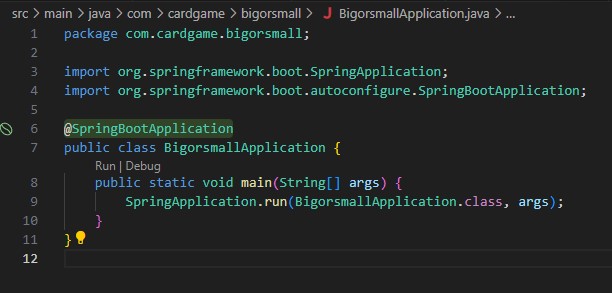 src > main > java > com > cardgame > bigorsmall > J BigorsmallApplication.java > ...
1 package com.cardgame.bigorsmall;
2
3 import org.springframework.boot.SpringApplication;
4 import org.springframework.boot.autoconfigure.SpringBootApplication;
5
6 @SpringBootApplication
7 public class BigorsmallApplication {
Run | Debug
8 public static void main(String[] args) {
9 SpringApplication.run(BigorsmallApplication.class, args);
10 }
11 }
12